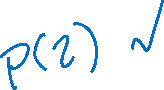 p(2) ✓